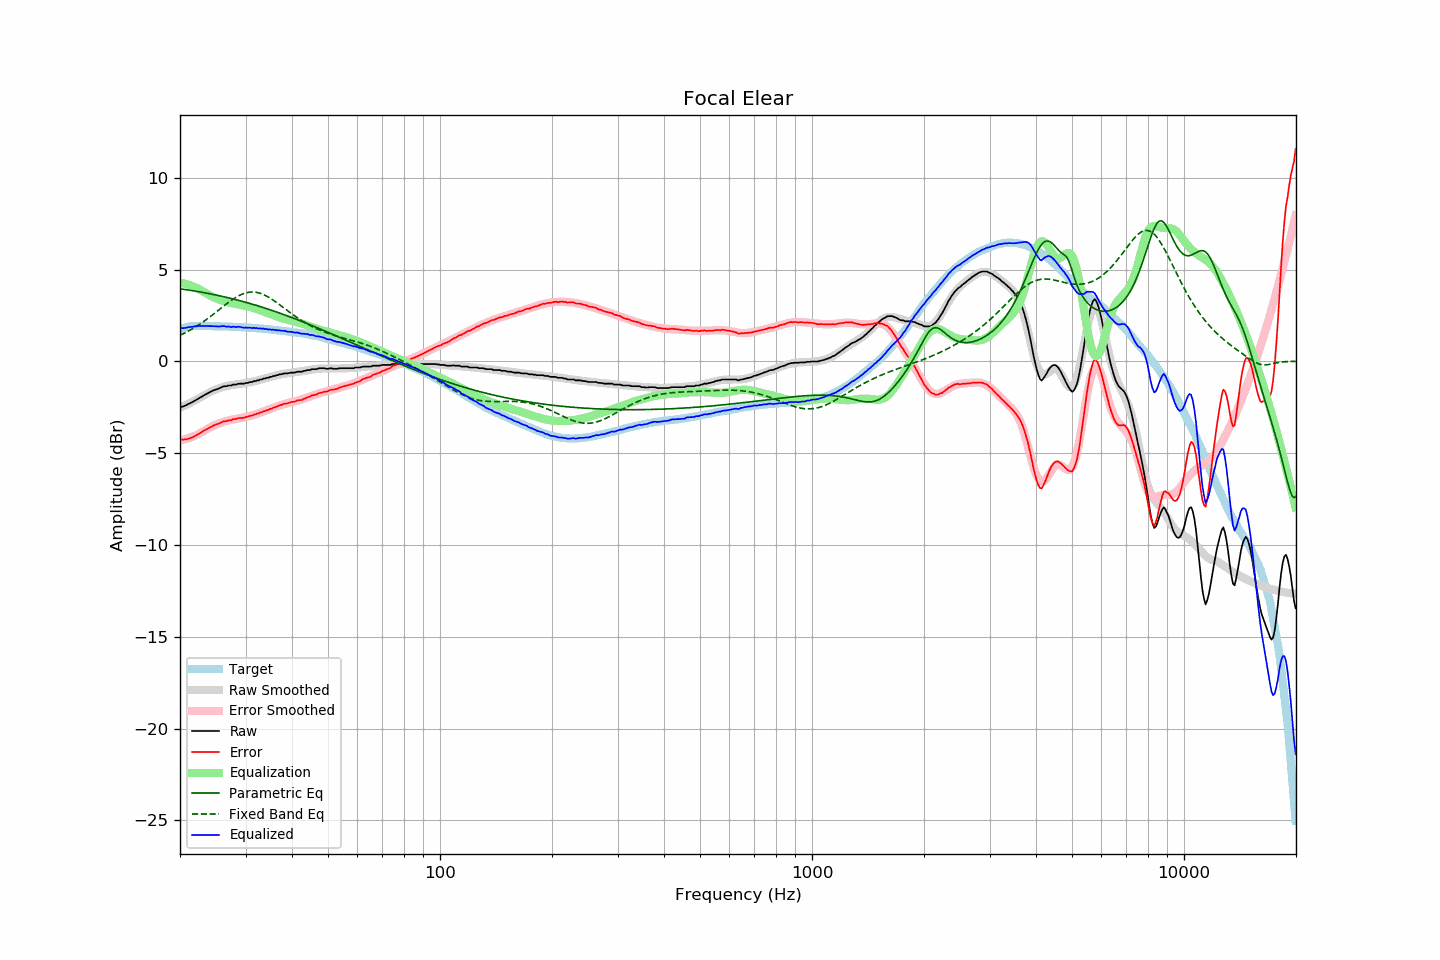 Focal Elear
Amplitude (dBr)
10
5
0
−5
−10
−15
−20
−25
Target
Raw Smoothed
Error Smoothed
Raw
Error
Equalization
Parametric Eq
Fixed Band Eq
Equalized
100
1000
10000
Frequency (Hz)